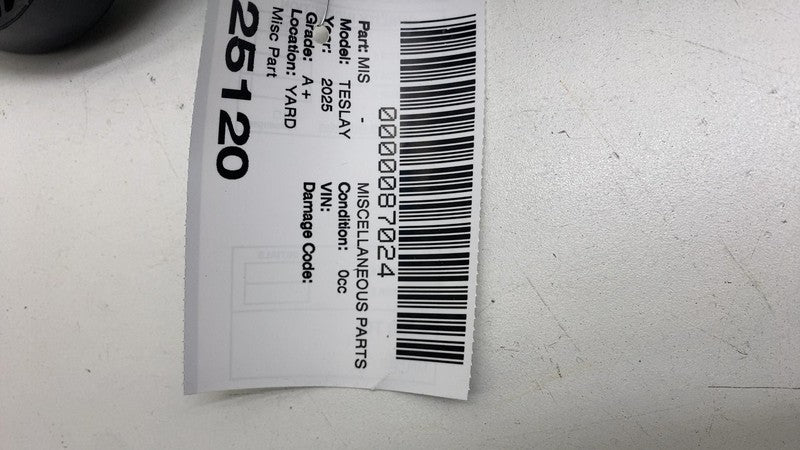 0000087024
Part: MIS - MISCELLANEOUS PARTS
Model: TESLAY Condition: 0cc
Year: 2025 VIN:
Grade: A+ Damage Code:
Location: YARD
Misc Part
25120